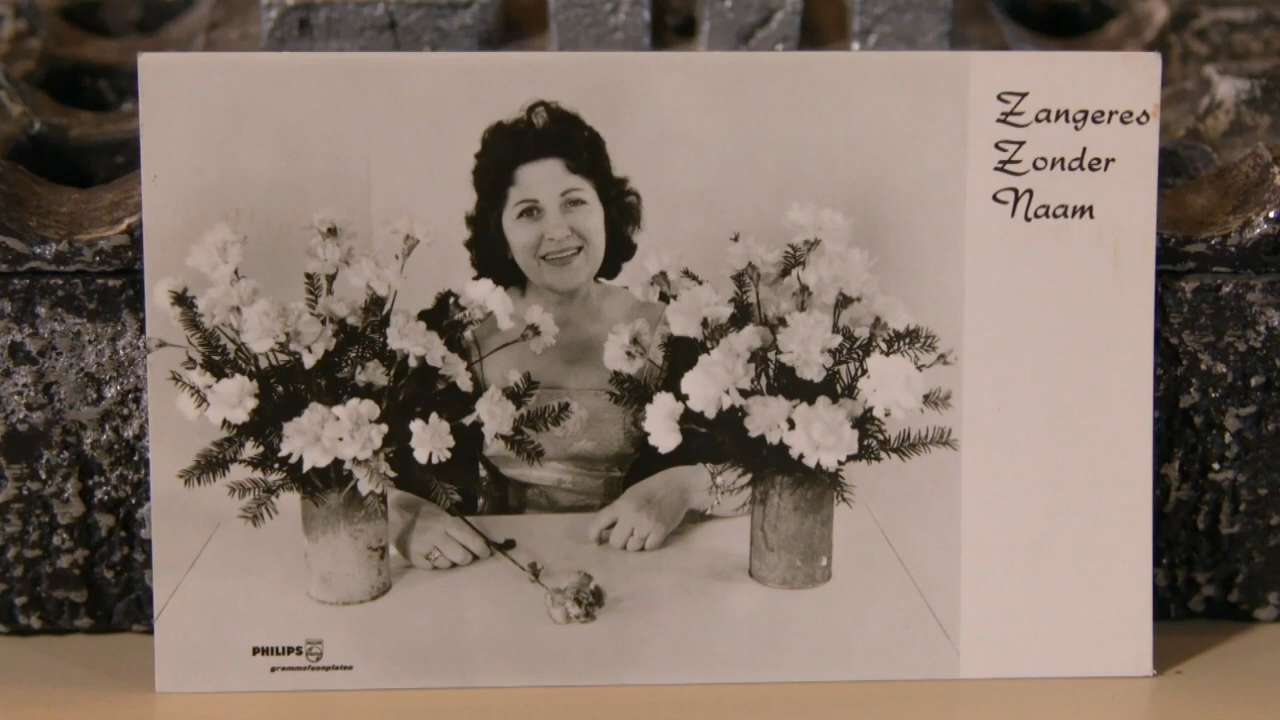 Zangeres
Zonder
Naam
PHILIPS
grammofoonplaten